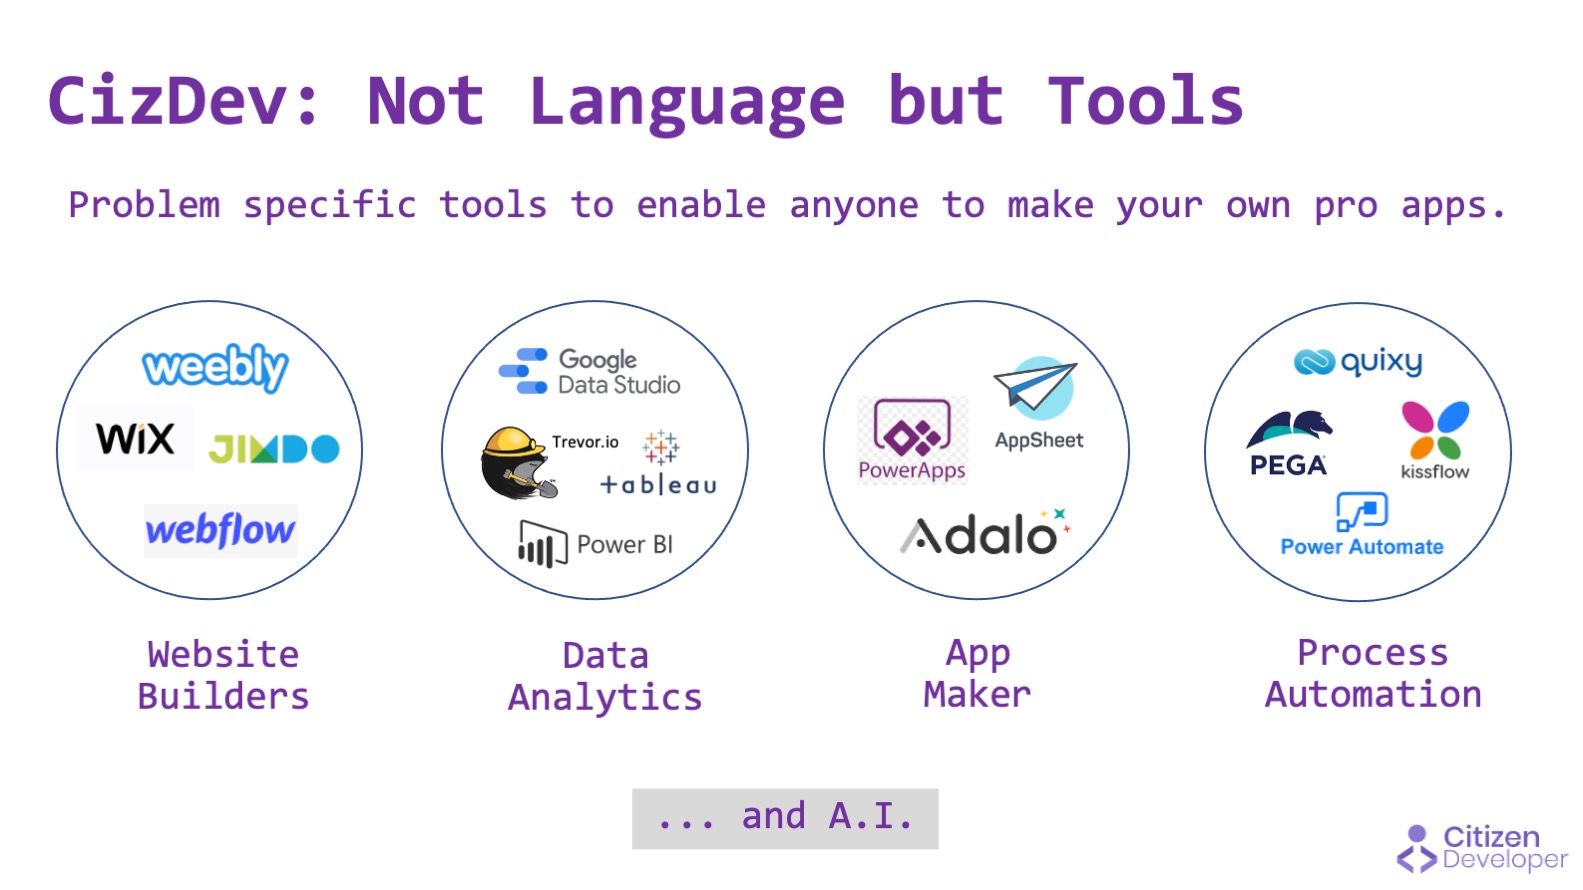 CizDev: Not Language but Tools
Problem specific tools to enable anyone to make your own pro apps.
weebly
WiX
JIMDO
webflow
Website
Builders
Google
Data Studio
Trevor.io
+ableau
Power BI
Data
Analytics
PowerApps
AppSheet
Adalo
App
Maker
quixy
PEGA
kissflow
Power Automate
Process
Automation
... and A.I.
Citizen
Developer